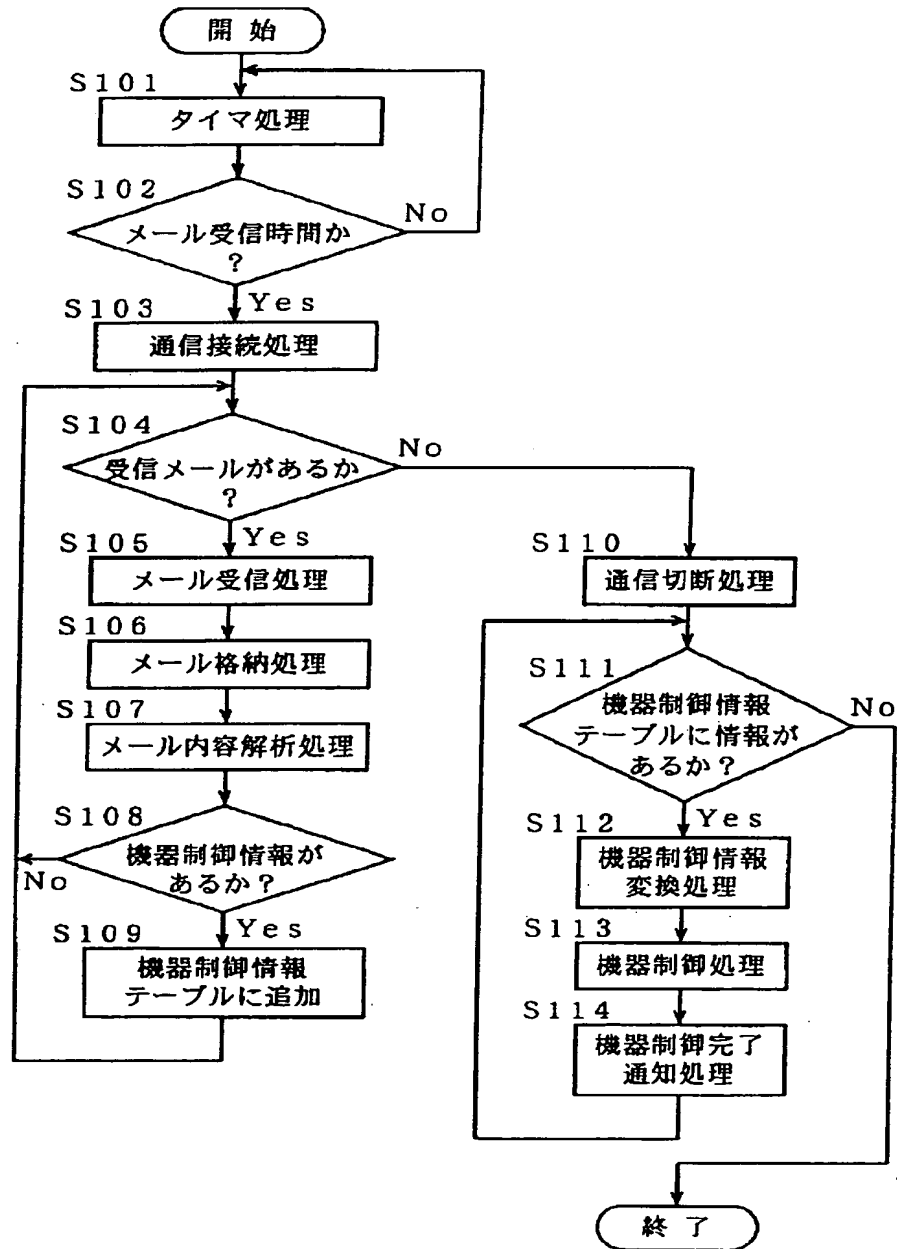 開始
S101
タイマ処理
S102
メール受信時間か
?
No
Yes
S103
通信接続処理
S104
受信メールがあるか
?
No
Yes
S105
メール受信処理
S106
メール格納処理
S107
メール内容解析処理
S108
機器制御情報が
あるか?
No
Yes
S109
機器制御情報
テーブルに追加
S110
通信切断処理
S111
機器制御情報
テーブルに情報が
あるか?
No
Yes
S112
機器制御情報
変換処理
S113
機器制御処理
S114
機器制御完了
通知処理
終了